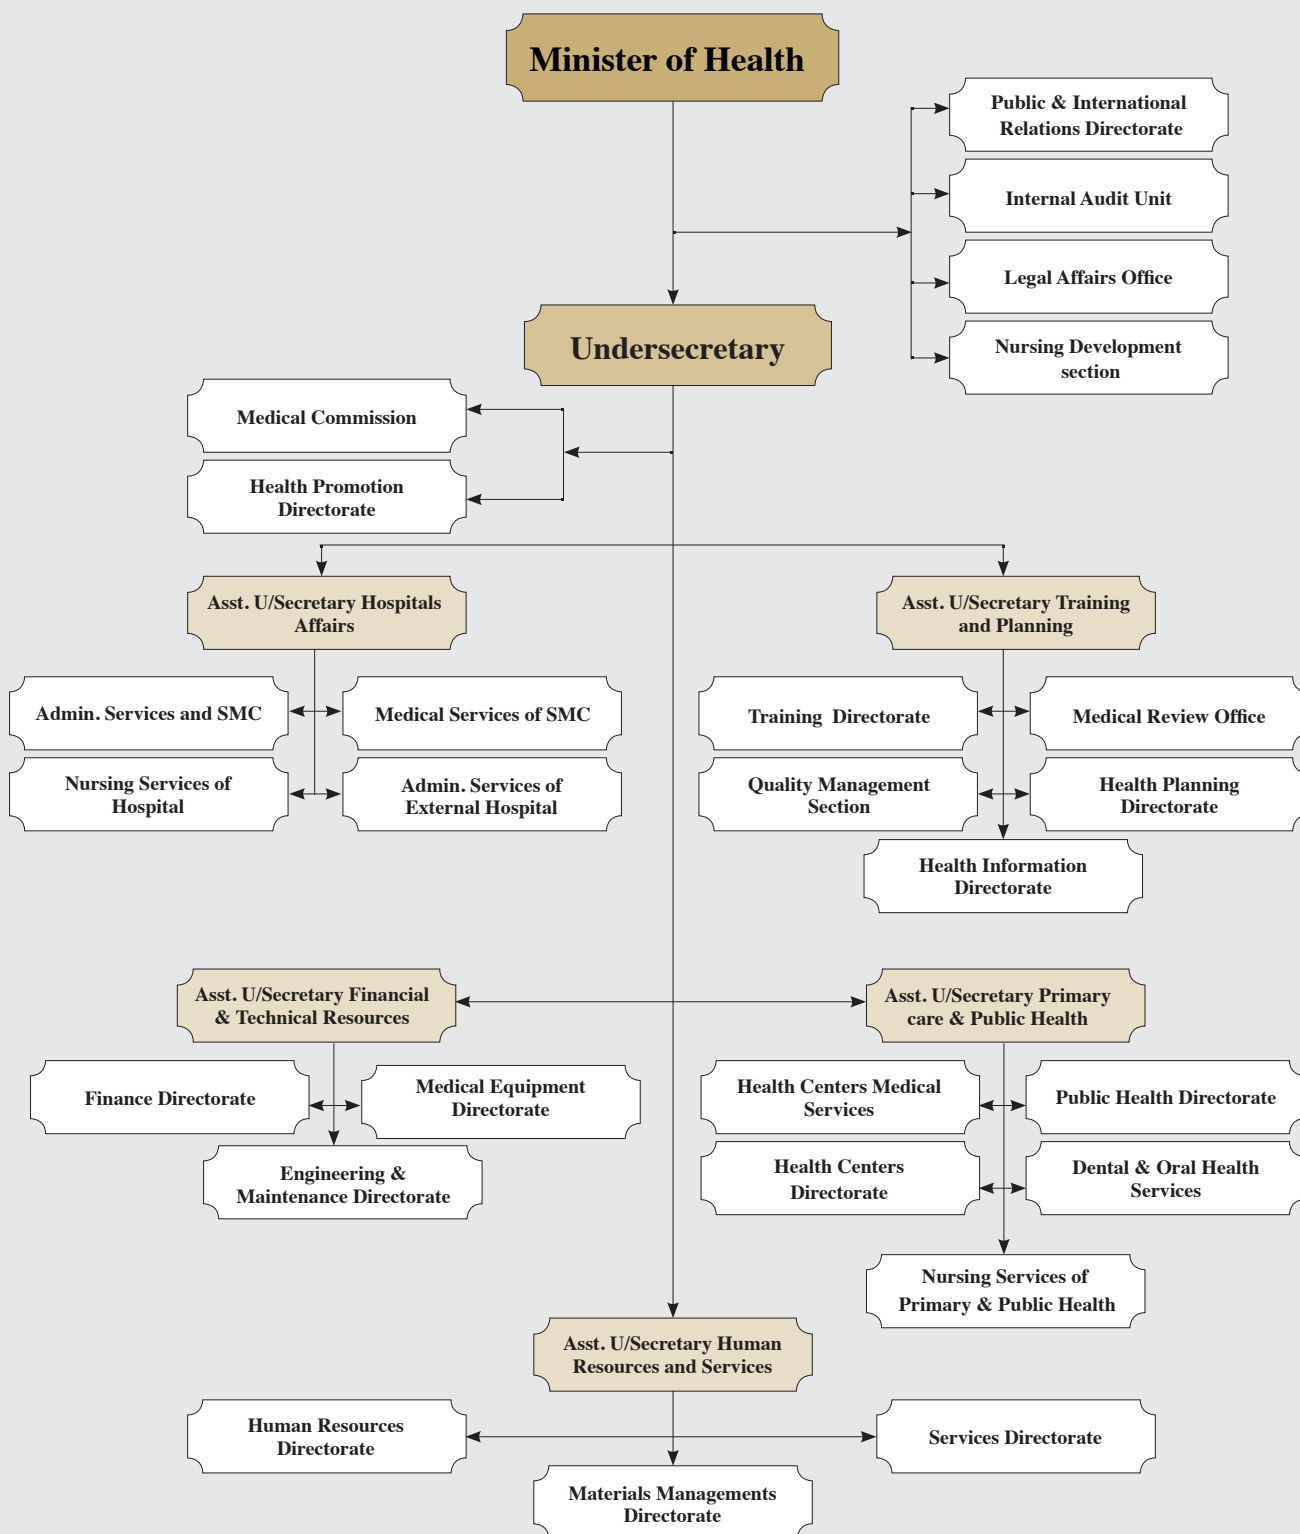 Minister of Health
Public & International
Relations Directorate
Internal Audit Unit
Legal Affairs Office
Nursing Development
section
Undersecretary
Medical Commission
Health Promotion
Directorate
Asst. U/Secretary Hospitals
Affairs
Asst. U/Secretary Training
and Planning
Admin. Services and SMC
Medical Services of SMC
Training Directorate
Medical Review Office
Nursing Services of
Hospital
Admin. Services of
External Hospital
Quality Management
Section
Health Planning
Directorate
Health Information
Directorate
Asst. U/Secretary Financial
& Technical Resources
Asst. U/Secretary Primary
care & Public Health
Finance Directorate
Medical Equipment
Directorate
Health Centers Medical
Services
Public Health Directorate
Engineering &
Maintenance Directorate
Health Centers
Directorate
Dental & Oral Health
Services
Nursing Services of
Primary & Public Health
Asst. U/Secretary Human
Resources and Services
Human Resources
Directorate
Services Directorate
Materials Managements
Directorate